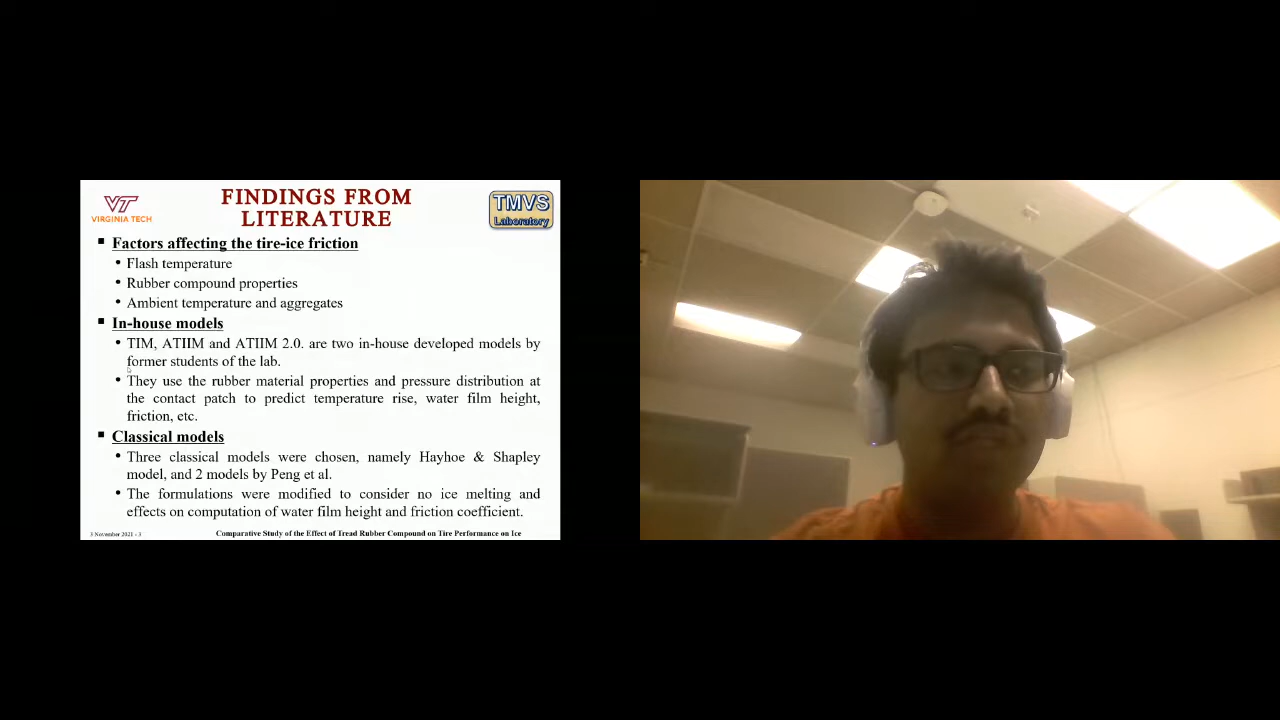 VT
VIRGINIA TECH
FINDINGS FROM
LITERATURE
TMVS
Laboratory
▪ Factors affecting the tire-ice friction
• Flash temperature
• Rubber compound properties
• Ambient temperature and aggregates
▪ In-house models
• TIM, ATIIM and ATIIM 2.0. are two in-house developed models by
former students of the lab.
• They use the rubber material properties and pressure distribution at
the contact patch to predict temperature rise, water film height,
friction, etc.
▪ Classical models
• Three classical models were chosen, namely Hayhoe & Shapley
model, and 2 models by Peng et al.
• The formulations were modified to consider no ice melting and
effects on computation of water film height and friction coefficient.
3 November 2021 - 3
Comparative Study of the Effect of Tread Rubber Compound on Tire Performance on Ice